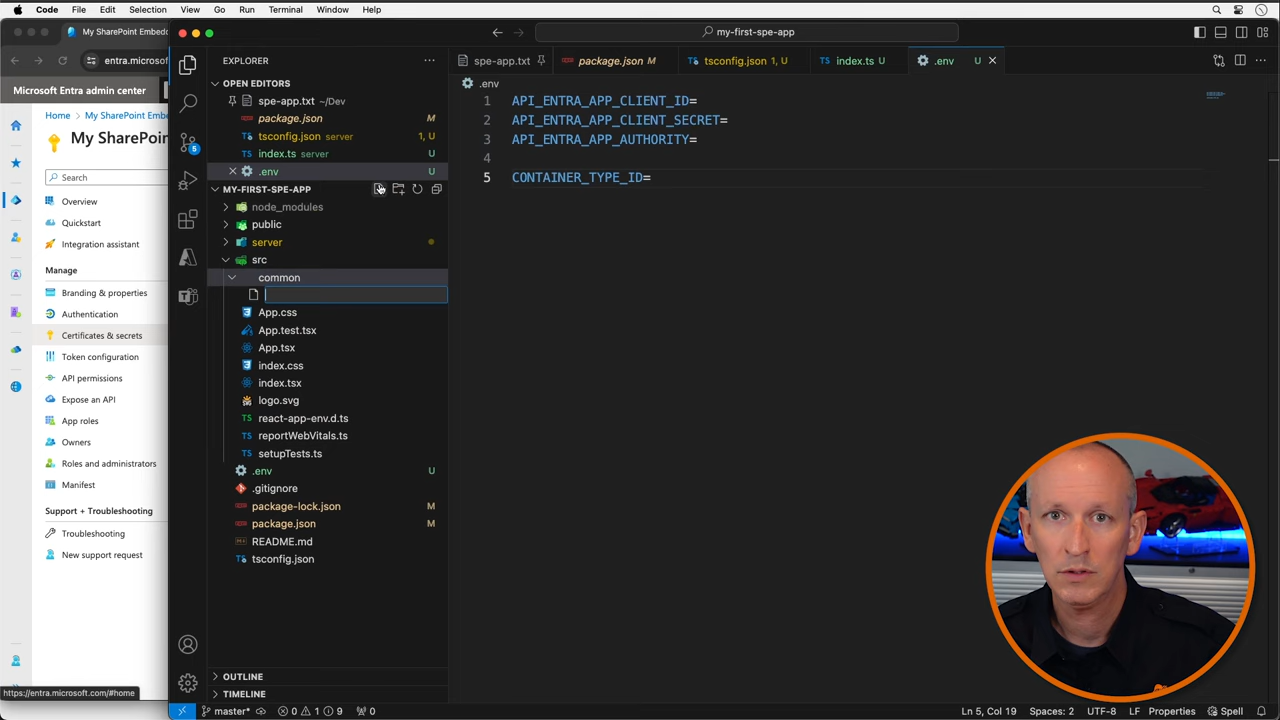 Code File Edit Selection View Go Run Terminal Window Help
My SharePoint Embedd
entra.microsof
Microsoft Entra admin center
Home > My SharePoint Embe
My SharePoin
Search
Overview
Quickstart
Integration assistant
Manage
Branding & properties
Authentication
Certificates & secrets
Token configuration
API permissions
Expose an API
App roles
Owners
Roles and administrators
Manifest
Support + Troubleshooting
Troubleshooting
New support request
https://entra.microsoft.com/#home
my-first-spe-app
EXPLORER
OPEN EDITORS
spe-app.txt ~/Dev
package.json M
tsconfig.json server 1, U
index.ts server U
.env U
MY-FIRST-SPE-APP
node_modules
public
server
src
common
App.css
App.test.tsx
App.tsx
index.css
index.tsx
logo.svg
react-app-env.d.ts
reportWebVitals.ts
setupTests.ts
.env U
.gitignore
package-lock.json M
package.json M
README.md
tsconfig.json
OUTLINE
TIMELINE
spe-app.txt package.json M tsconfig.json 1, U index.ts U .env U
.env
1 API_ENTRA_APP_CLIENT_ID=
2 API_ENTRA_APP_CLIENT_SECRET=
3 API_ENTRA_APP_AUTHORITY=
4
5 CONTAINER_TYPE_ID=
5
master* 0 1 9 0 Ln 5, Col 19 Spaces: 2 UTF-8 LF Properties Spell